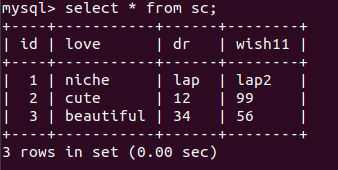 mysql> select * from sc;
+----+-----------+------+--------+
| id | love      | dr   | wish11 |
+----+-----------+------+--------+
|  1 | niche     | lap  | lap2   |
|  2 | cute      | 12   | 99     |
|  3 | beautiful | 34   | 56     |
+----+-----------+------+--------+
3 rows in set (0.00 sec)